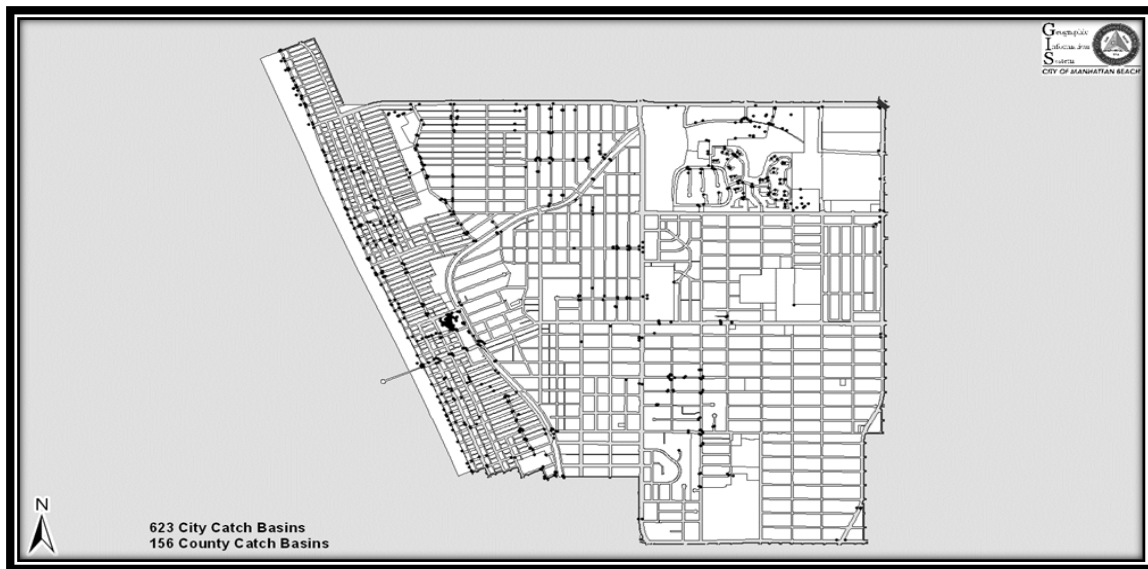 Geographic
Information
System
CITY OF MANHATTAN BEACH
N
623 City Catch Basins
156 County Catch Basins